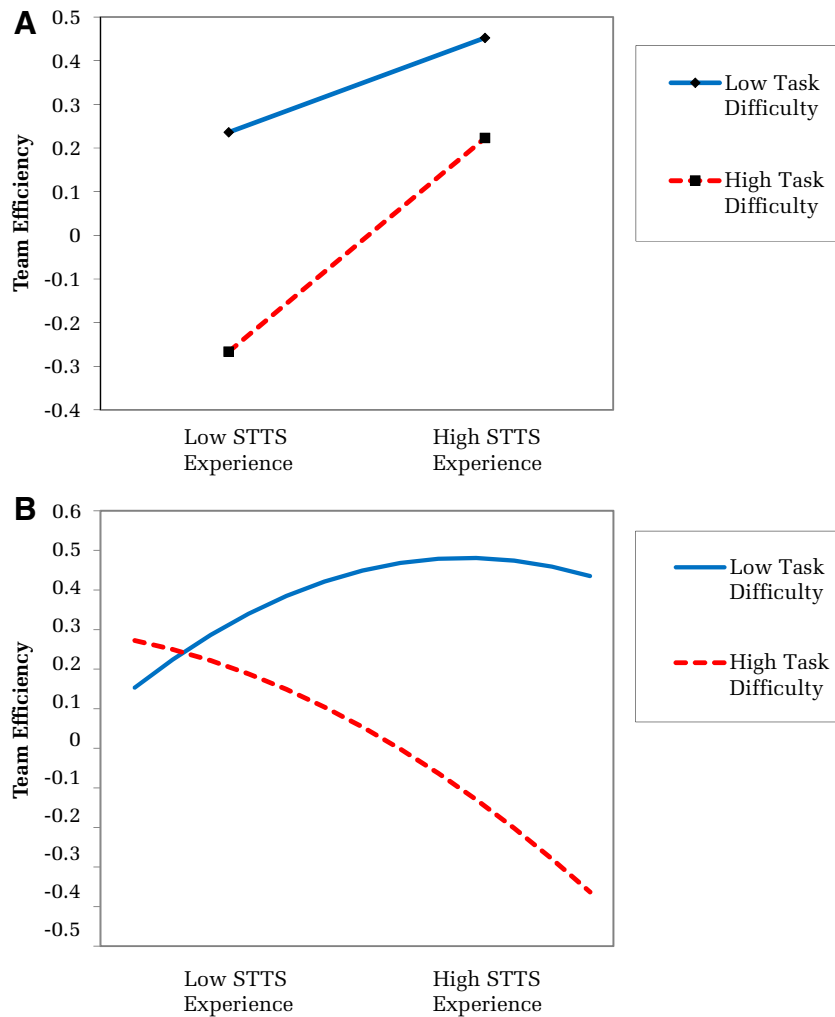 A
0.5
0.4
0.3
0.2
0.1
0
-0.1
-0.2
-0.3
-0.4
Team Efficiency
Low STTS
Experience
High STTS
Experience
Low Task
Difficulty
High Task
Difficulty
B
0.6
0.5
0.4
0.3
0.2
0.1
0
-0.1
-0.2
-0.3
-0.4
-0.5
Team Efficiency
Low STTS
Experience
High STTS
Experience
Low Task
Difficulty
High Task
Difficulty